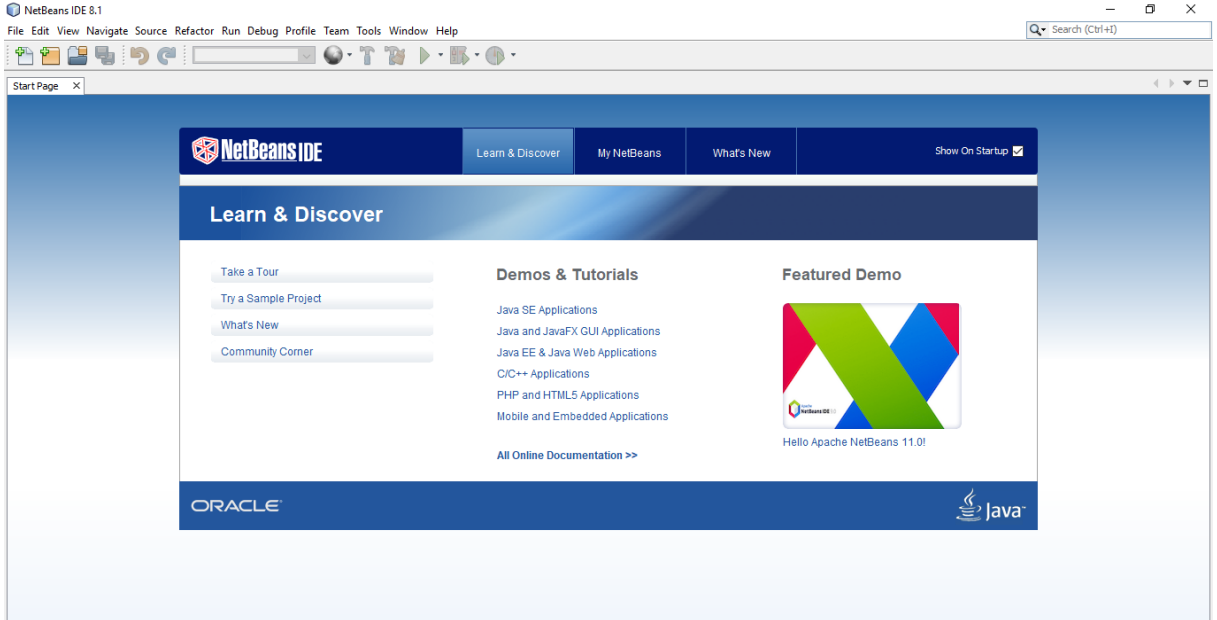 NetBeans IDE 8.1
File Edit View Navigate Source Refactor Run Debug Profile Team Tools Window Help
Search (Ctrl+I)
Start Page
NetBeans IDE
Learn & Discover
My NetBeans
What's New
Show On Startup
Learn & Discover
Take a Tour
Try a Sample Project
What's New
Community Corner
Demos & Tutorials
Java SE Applications
Java and JavaFX GUI Applications
Java EE & Java Web Applications
C/C++ Applications
PHP and HTML5 Applications
Mobile and Embedded Applications
All Online Documentation >>
Featured Demo
NetBeans IDE
Hello Apache NetBeans 11.0!
ORACLE
Java